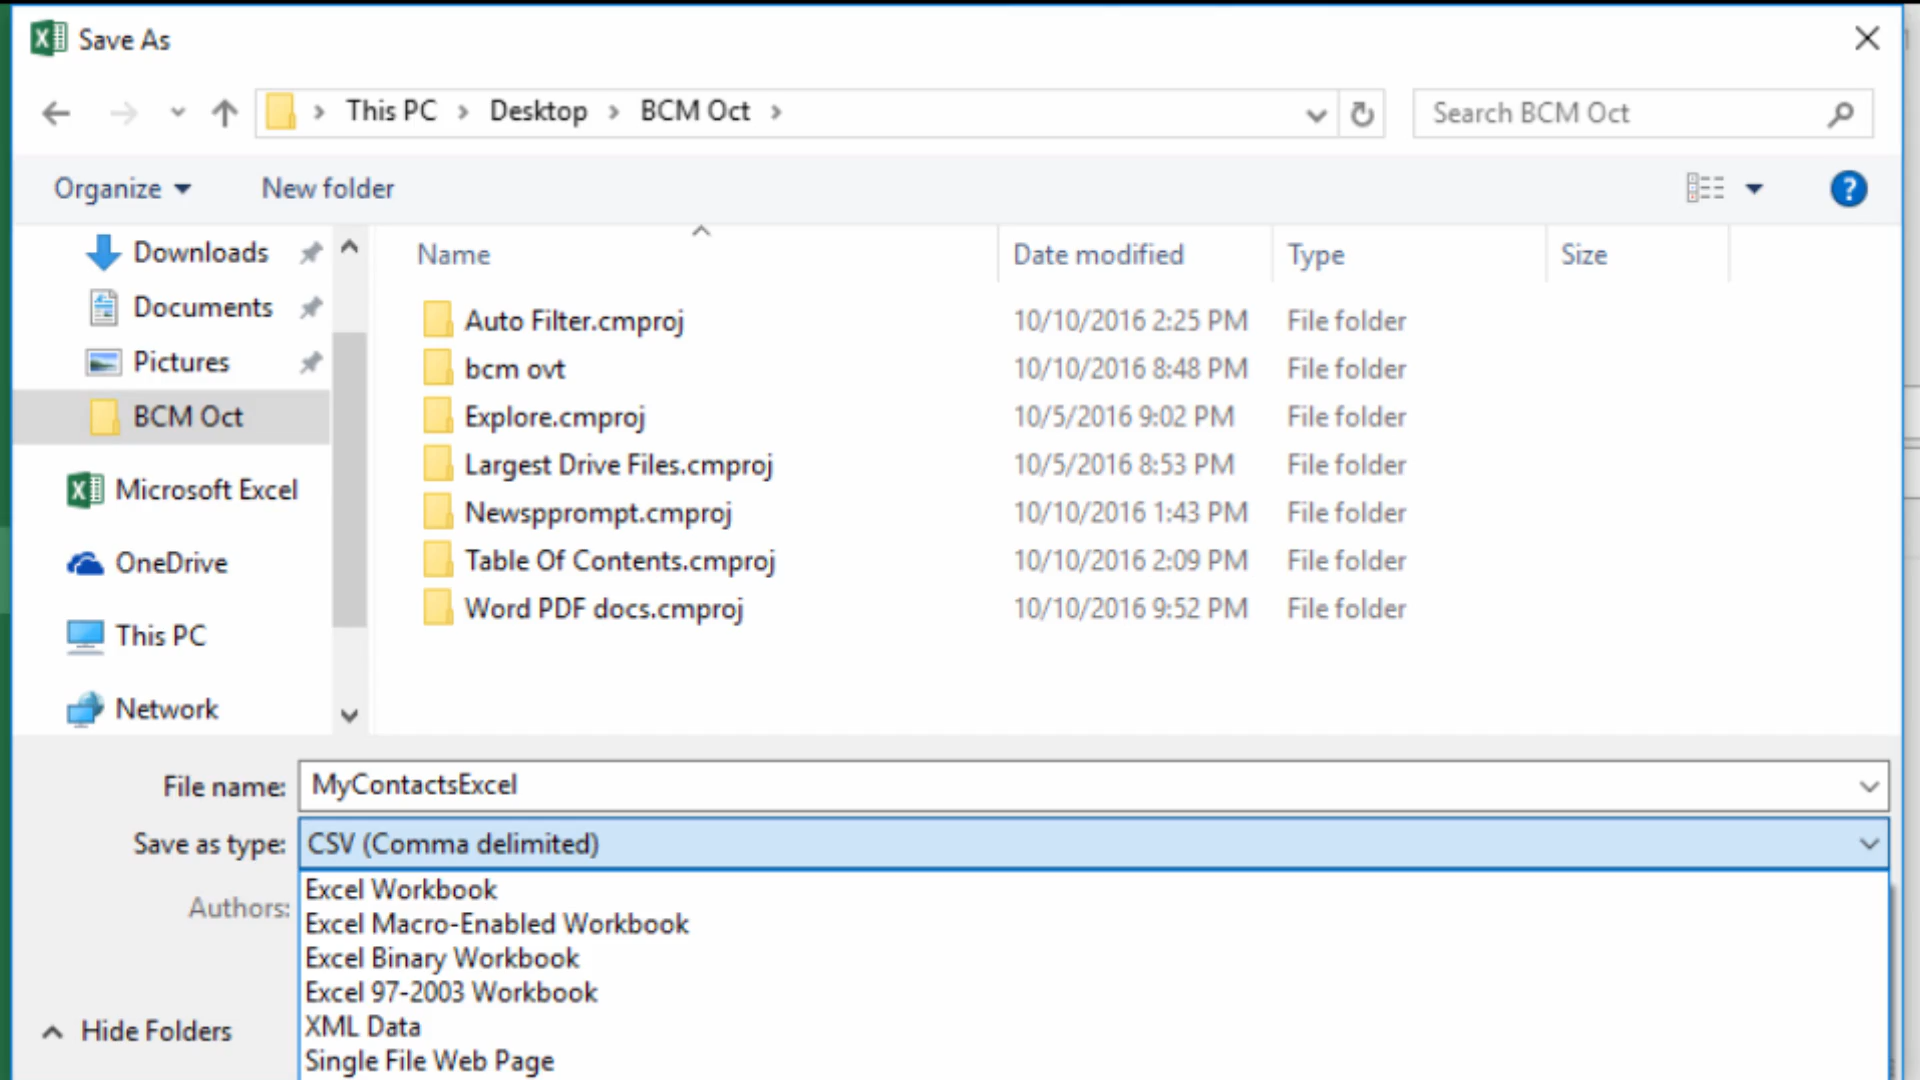 Save As
This PC > Desktop > BCM Oct >
Search BCM Oct
Organize
New folder
?
Name
Date modified
Type
Size
Downloads
Documents
Pictures
BCM Oct
Microsoft Excel
OneDrive
This PC
Network
Auto Filter.cmproj 10/10/2016 2:25 PM File folder
bcm ovt 10/10/2016 8:48 PM File folder
Explore.cmproj 10/5/2016 9:02 PM File folder
Largest Drive Files.cmproj 10/5/2016 8:53 PM File folder
Newspprompt.cmproj 10/10/2016 1:43 PM File folder
Table Of Contents.cmproj 10/10/2016 2:09 PM File folder
Word PDF docs.cmproj 10/10/2016 9:52 PM File folder
File name: MyContactsExcel
Save as type: CSV (Comma delimited)
Authors:
Excel Workbook
Excel Macro-Enabled Workbook
Excel Binary Workbook
Excel 97-2003 Workbook
XML Data
Single File Web Page
Hide Folders